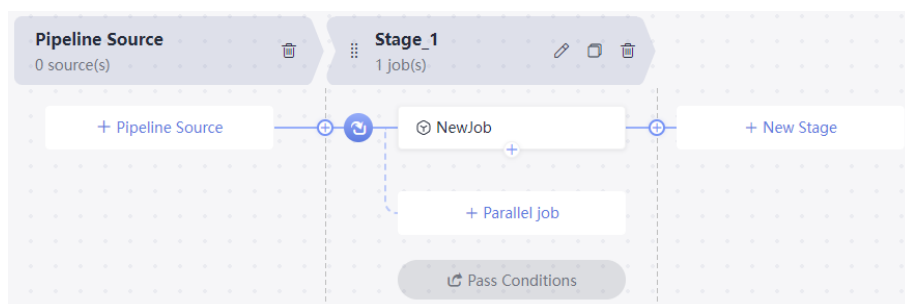 Pipeline Source
0 source(s)
Stage_1
1 job(s)
+ Pipeline Source
NewJob
+ New Stage
+ Parallel job
Pass Conditions